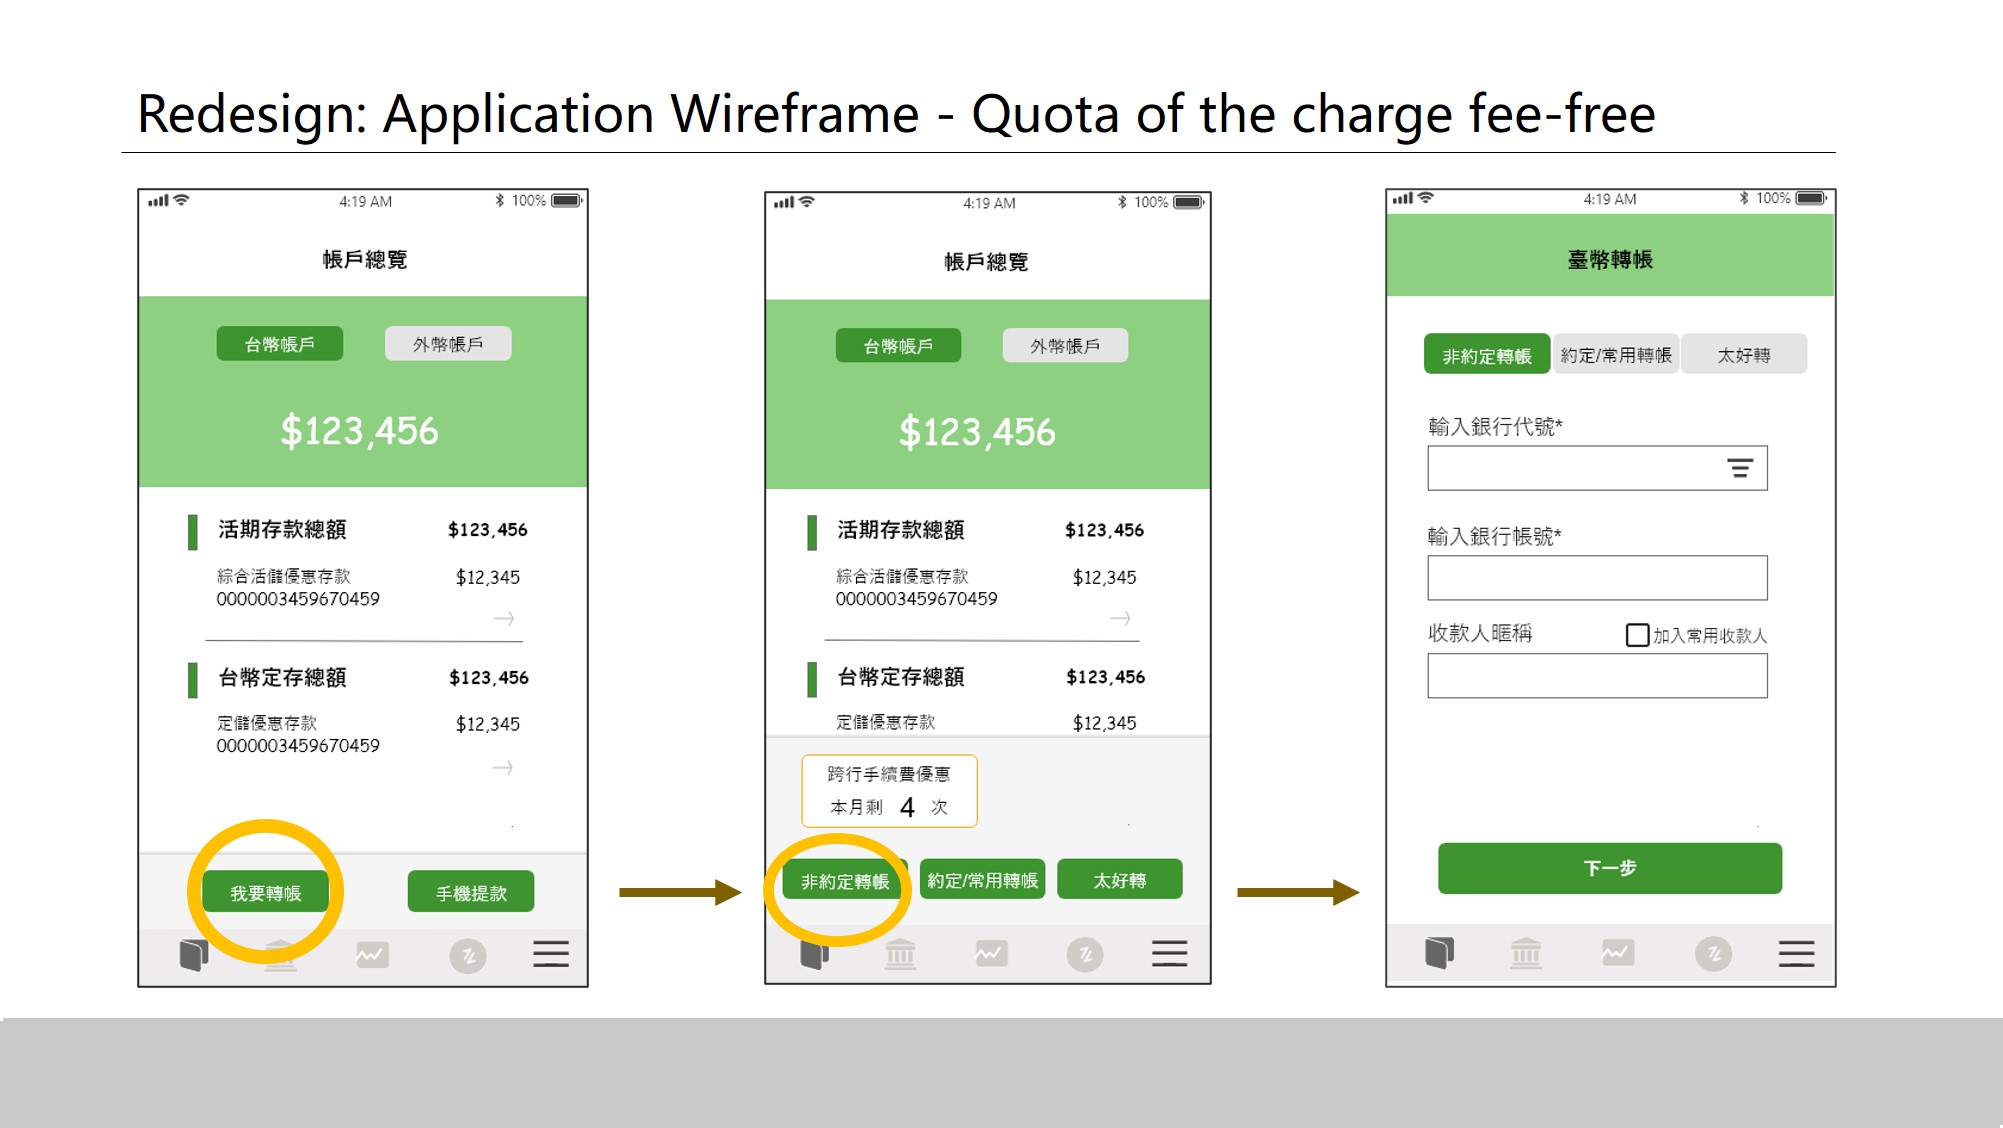 Redesign: Application Wireframe - Quota of the charge fee-free
4:19 AM
100%
帳戶總覽
台幣帳戶 外幣帳戶
$123,456
活期存款總額 $123,456
綜合活儲優惠存款 $12,345
0000003459670459
台幣定存總額 $123,456
定儲優惠存款 $12,345
0000003459670459
我要轉帳 手機提款
4:19 AM
100%
帳戶總覽
台幣帳戶 外幣帳戶
$123,456
活期存款總額 $123,456
綜合活儲優惠存款 $12,345
0000003459670459
台幣定存總額 $123,456
定儲優惠存款 $12,345
跨行手續費優惠
本月剩 4 次
非約定轉帳 約定/常用轉帳 太好轉
4:19 AM
100%
臺幣轉帳
非約定轉帳 約定/常用轉帳 太好轉
輸入銀行代號*
輸入銀行帳號*
收款人暱稱 加入常用收款人
下一步